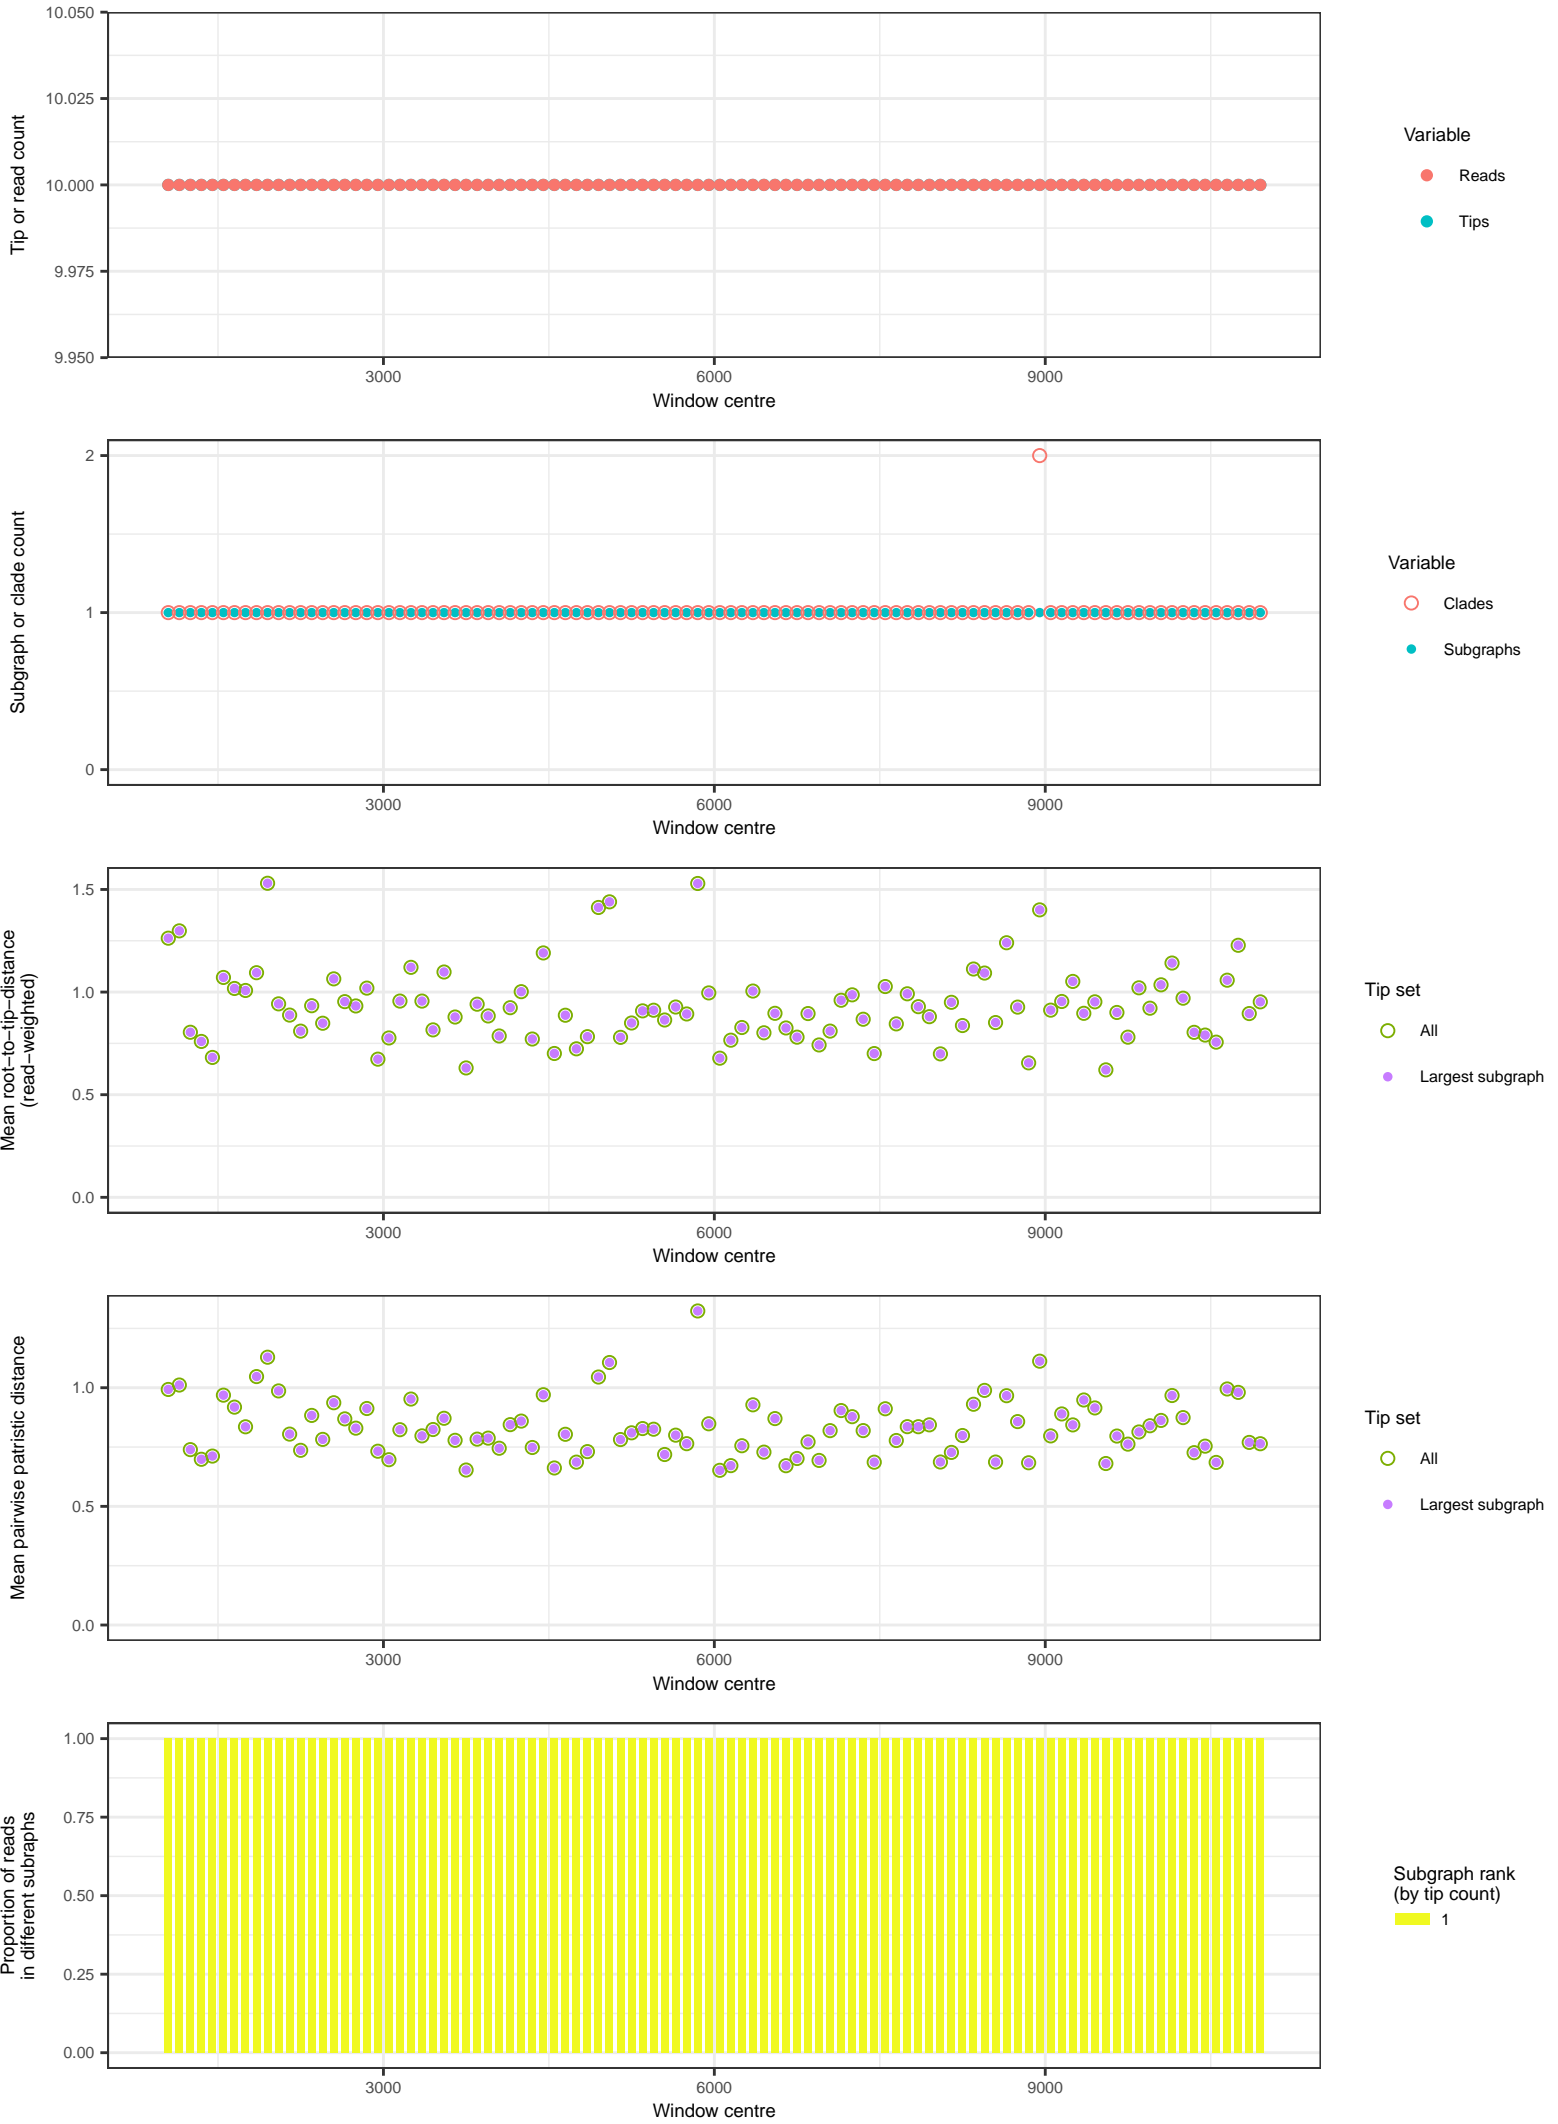 10.050
10.025
10.000
9.975
9.950
Tip or read count
3000
6000
9000
Window centre
Variable
Reads
Tips
2
1
0
Subgraph or clade count
3000
6000
9000
Window centre
Variable
Clades
Subgraphs
1.5
1.0
0.5
0.0
Mean root−to−tip−distance
(read−weighted)
3000
6000
9000
Window centre
Tip set
All
Largest subgraph
1.0
0.5
0.0
Mean pairwise patristic distance
3000
6000
9000
Window centre
Tip set
All
Largest subgraph
1.00
0.75
0.50
0.25
0.00
Proportion of reads
in different subraphs
3000
6000
9000
Window centre
Subgraph rank
(by tip count)
1